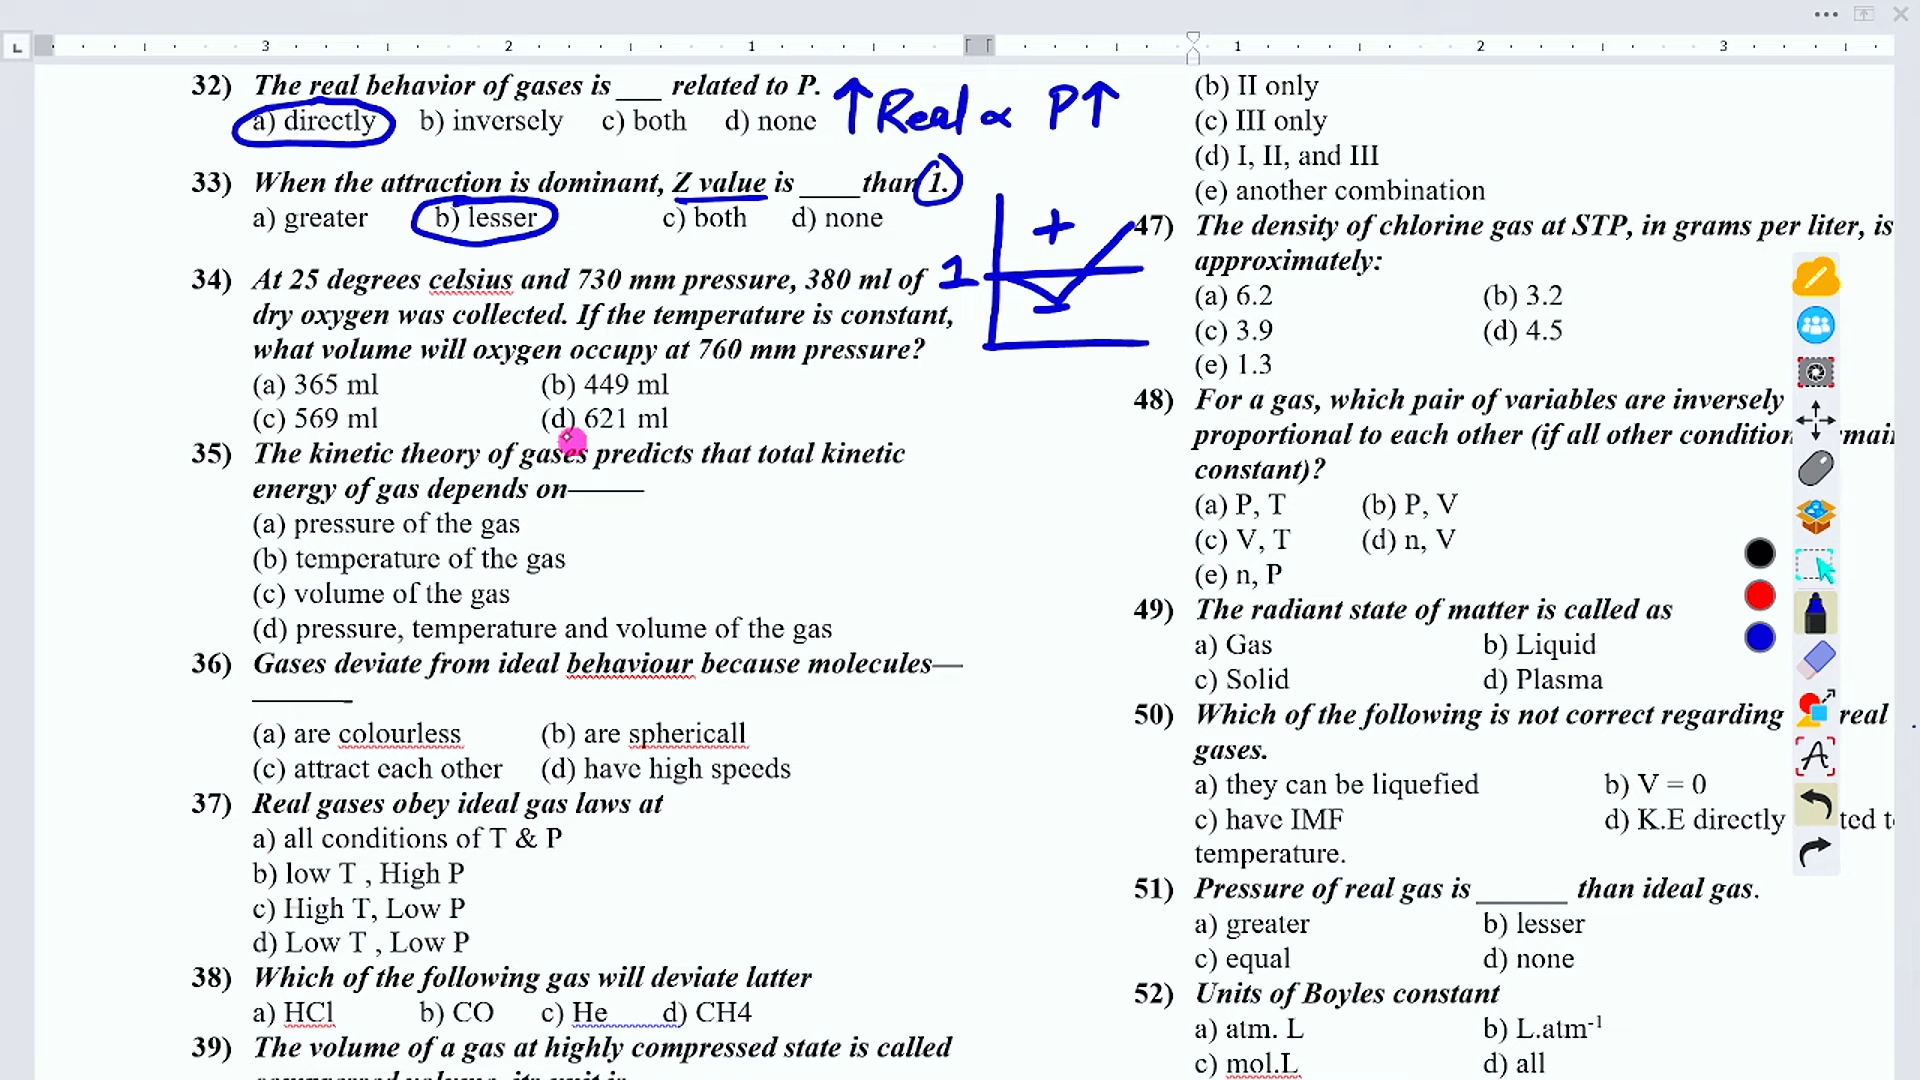 3 2 1 1 2 3
32) The real behavior of gases is ___ related to P.
a) directly b) inversely c) both d) none
↑ Real ∝ P↑
33) When the attraction is dominant, Z value is ____than 1.
a) greater b) lesser c) both d) none
+
1
34) At 25 degrees celsius and 730 mm pressure, 380 ml of
dry oxygen was collected. If the temperature is constant,
what volume will oxygen occupy at 760 mm pressure?
(a) 365 ml (b) 449 ml
(c) 569 ml (d) 621 ml
35) The kinetic theory of gases predicts that total kinetic
energy of gas depends on———
(a) pressure of the gas
(b) temperature of the gas
(c) volume of the gas
(d) pressure, temperature and volume of the gas
36) Gases deviate from ideal behaviour because molecules—
————
(a) are colourless (b) are sphericall
(c) attract each other (d) have high speeds
37) Real gases obey ideal gas laws at
a) all conditions of T & P
b) low T , High P
c) High T, Low P
d) Low T , Low P
38) Which of the following gas will deviate latter
a) HCl b) CO c) He d) CH4
39) The volume of a gas at highly compressed state is called
compressed volume, its unit is
(b) II only
(c) III only
(d) I, II, and III
(e) another combination
47) The density of chlorine gas at STP, in grams per liter, is
approximately:
(a) 6.2 (b) 3.2
(c) 3.9 (d) 4.5
(e) 1.3
48) For a gas, which pair of variables are inversely
proportional to each other (if all other condition mai
constant)?
(a) P, T (b) P, V
(c) V, T (d) n, V
(e) n, P
49) The radiant state of matter is called as
a) Gas b) Liquid
c) Solid d) Plasma
50) Which of the following is not correct regarding real
gases.
a) they can be liquefied b) V = 0
c) have IMF d) K.E directly ted t
temperature.
51) Pressure of real gas is ______ than ideal gas.
a) greater b) lesser
c) equal d) none
52) Units of Boyles constant
a) atm. L b) L.atm-1
c) mol.L d) all